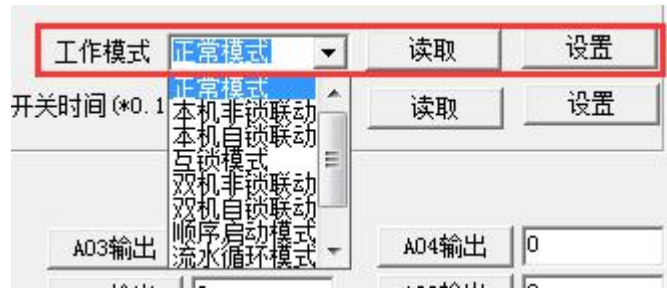 工作模式 正常模式 读取 设置
正常模式
开关时间(*0.1 读取 设置
本机非锁联动
本机自锁联动
互锁模式
双机非锁联动
双机自锁联动
顺序启动模式
A03输出 A04输出 0
流水循环模式